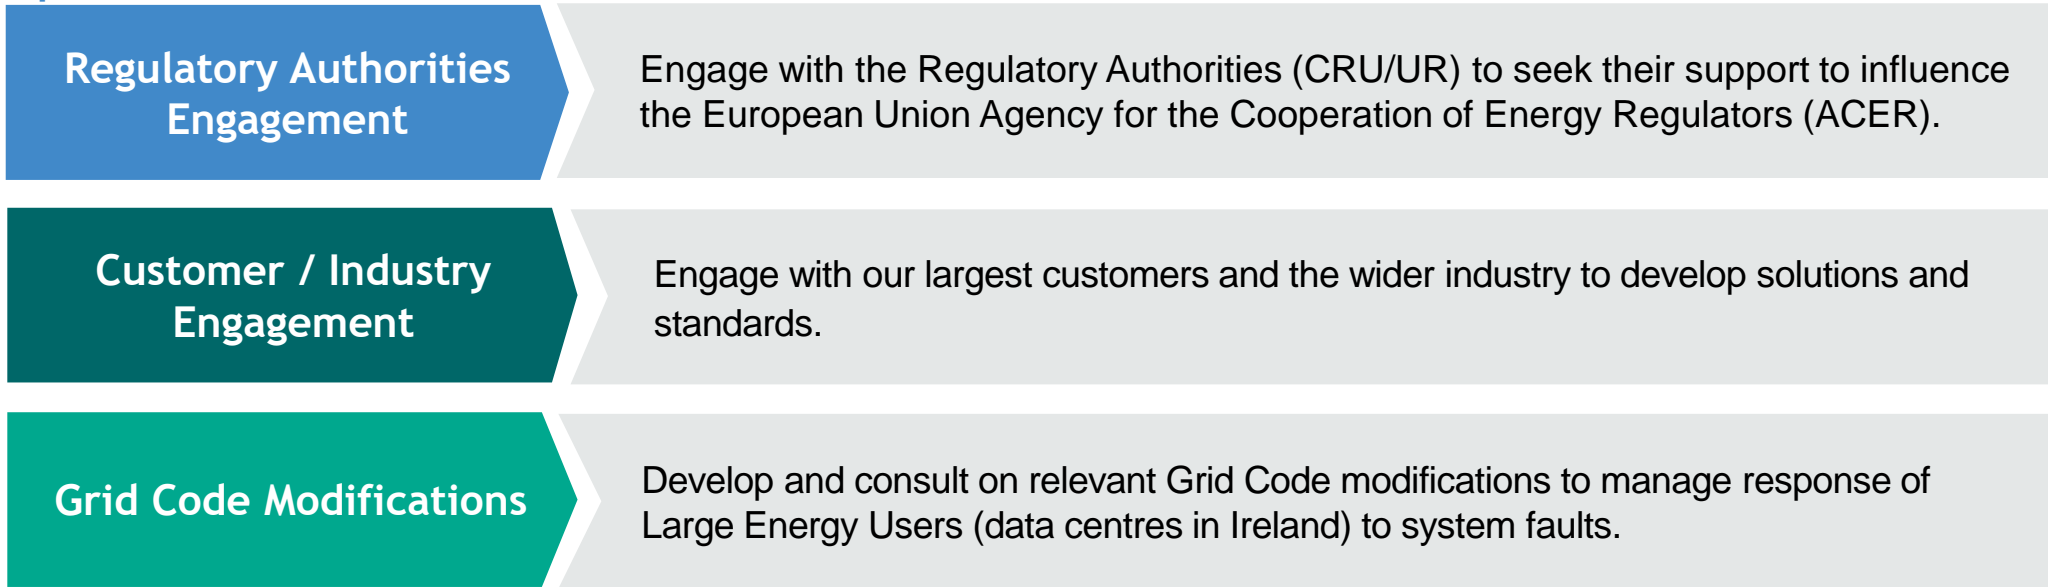 Regulatory Authorities
Engagement
Engage with the Regulatory Authorities (CRU/UR) to seek their support to influence
the European Union Agency for the Cooperation of Energy Regulators (ACER).
Customer / Industry
Engagement
Engage with our largest customers and the wider industry to develop solutions and
standards.
Grid Code Modifications
Develop and consult on relevant Grid Code modifications to manage response of
Large Energy Users (data centres in Ireland) to system faults.